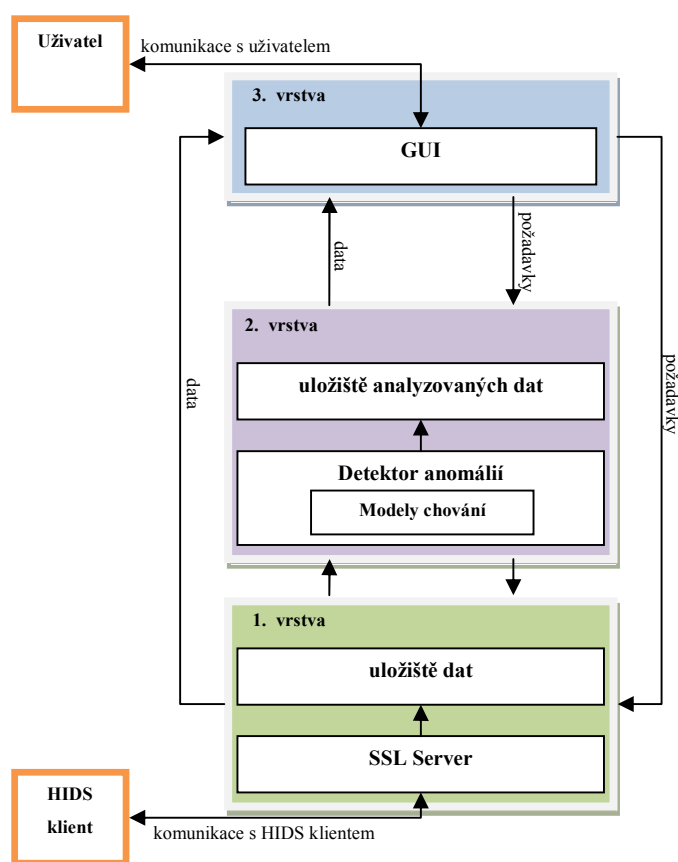 Uživatel
komunikace s uživatelem
3. vrstva
GUI
data
požadavky
2. vrstva
uložiště analyzovaných dat
data
požadavky
Detektor anomálií
Modely chování
1. vrstva
uložiště dat
SSL Server
HIDS
klient
komunikace s HIDS klientem